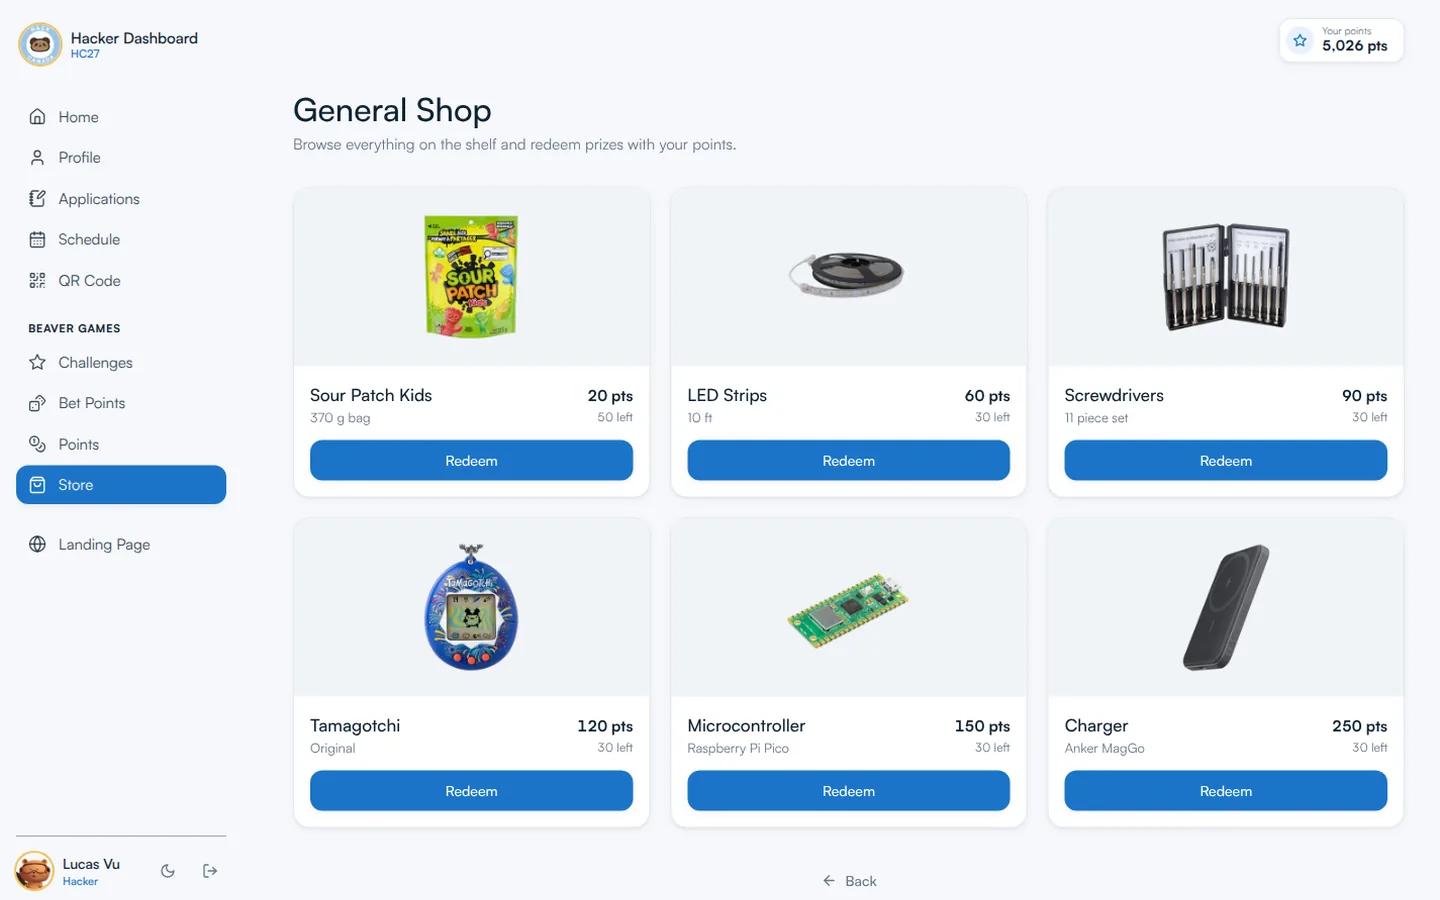 Hacker Dashboard
HC27
Your points
5,026 pts
Home
Profile
Applications
Schedule
QR Code
BEAVER GAMES
Challenges
Bet Points
Points
Store
Landing Page
Lucas Vu
Hacker
General Shop
Browse everything on the shelf and redeem prizes with your points.
SOUR
PATCH
Kids
Sour Patch Kids
20 pts
370 g bag
50 left
Redeem
LED Strips
60 pts
10 ft
30 left
Redeem
Screwdrivers
90 pts
11 piece set
30 left
Redeem
Tamagotchi
Tamagotchi
120 pts
Original
30 left
Redeem
Microcontroller
150 pts
Raspberry Pi Pico
30 left
Redeem
Charger
250 pts
Anker MagGo
30 left
Redeem
Back